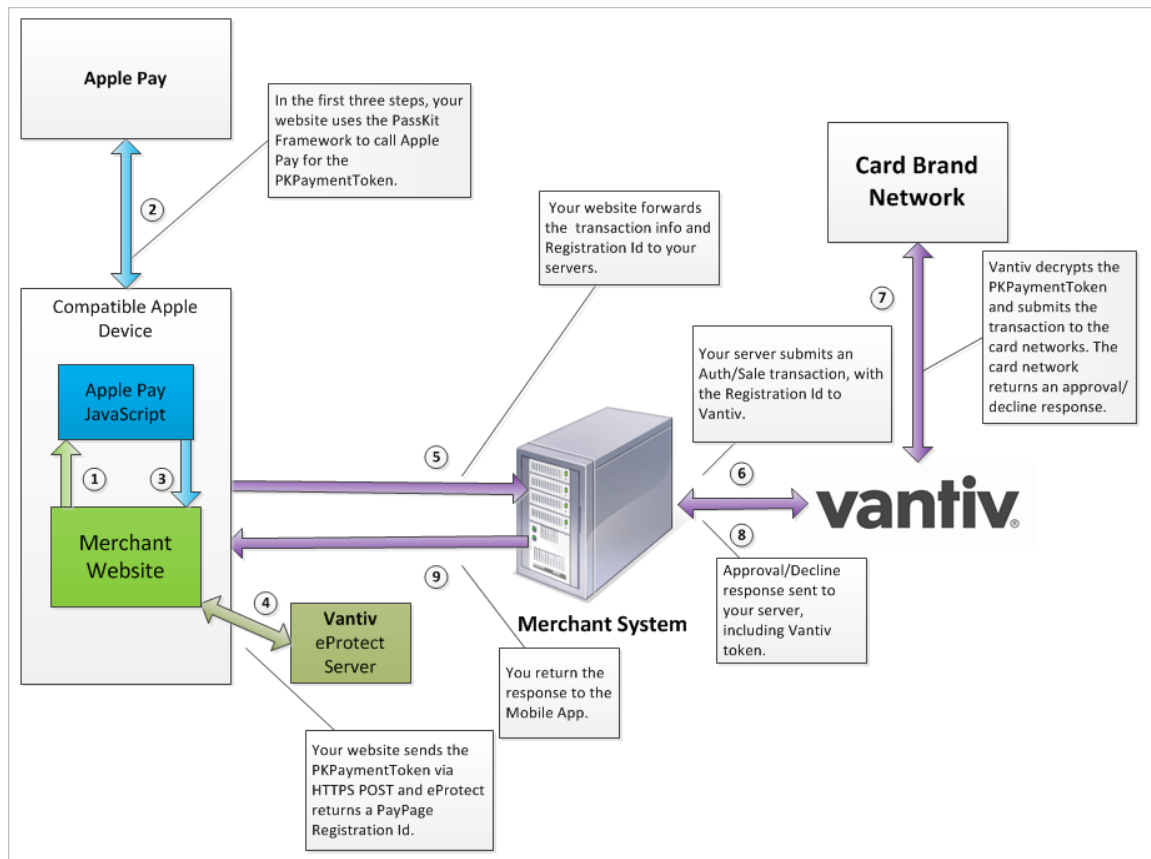 Apple Pay
In the first three steps, your
website uses the PassKit
Framework to call Apple
Pay for the
PKPaymentToken.
2
Card Brand
Network
Your website forwards
the transaction info and
Registration Id to your
servers.
Vantiv decrypts the
PKPaymentToken
and submits the
transaction to the
card networks. The
card network
returns an approval/
decline response.
7
Compatible Apple
Device
Apple Pay
JavaScript
Your server submits an
Auth/Sale transaction, with
the Registration Id to
Vantiv.
1
3
5
6
vantiv®
8
Merchant
Website
9
4
Vantiv
eProtect
Server
Merchant System
Approval/Decline
response sent to
your server,
including Vantiv
token.
You return the
response to the
Mobile App.
Your website sends the
PKPaymentToken via
HTTPS POST and eProtect
returns a PayPage
Registration Id.